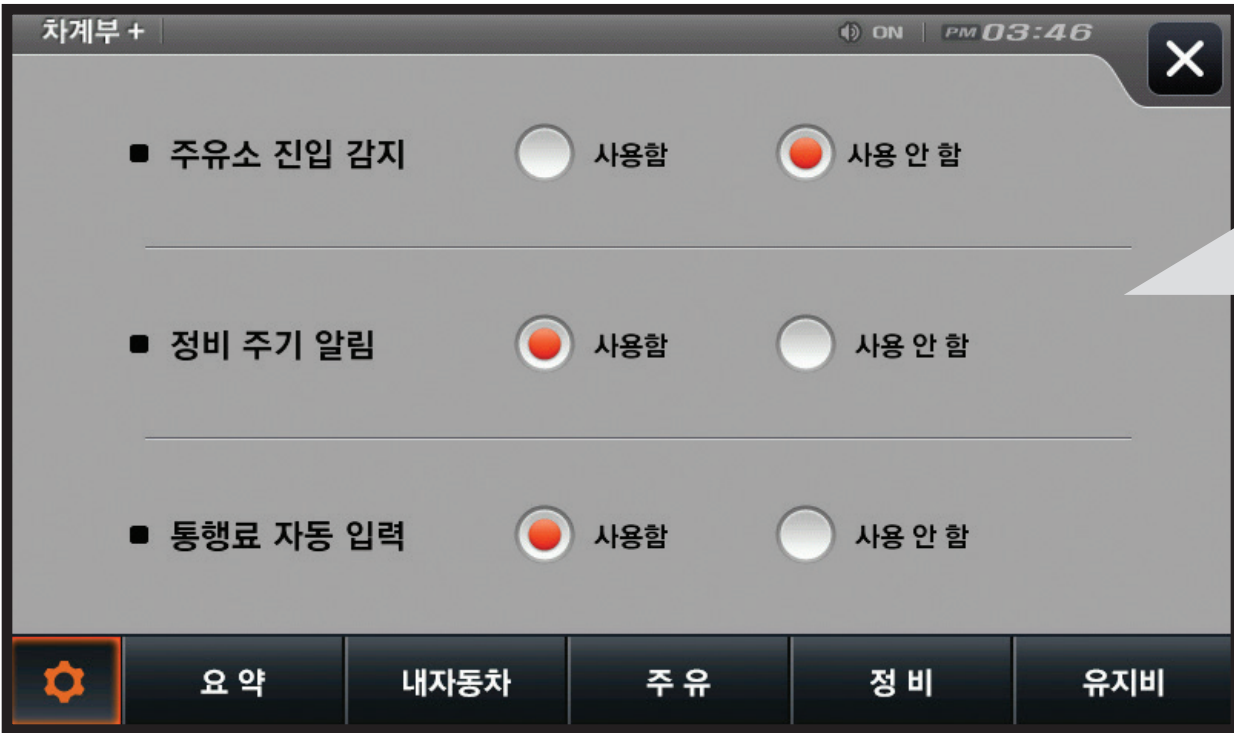 차계부 + ON PM 03:46
■ 주유소 진입 감지 사용함 사용 안 함
■ 정비 주기 알림 사용함 사용 안 함
■ 통행료 자동 입력 사용함 사용 안 함
요 약 내자동차 주 유 정 비 유지비